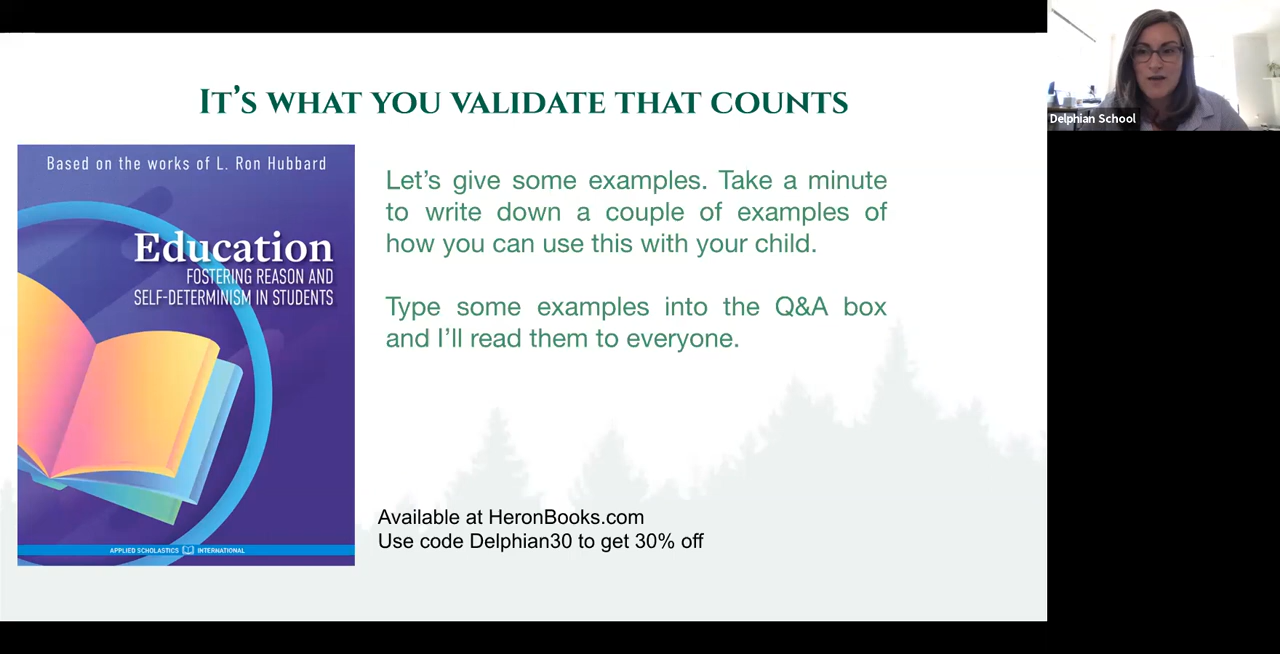 IT'S WHAT YOU VALIDATE THAT COUNTS
Based on the works of L. Ron Hubbard
Education
FOSTERING REASON AND
SELF-DETERMINISM IN STUDENTS
APPLIED SCHOLASTICS INTERNATIONAL
Let's give some examples. Take a minute
to write down a couple of examples of
how you can use this with your child.
Type some examples into the Q&A box
and I'll read them to everyone.
Available at HeronBooks.com
Use code Delphian30 to get 30% off
Delphian School